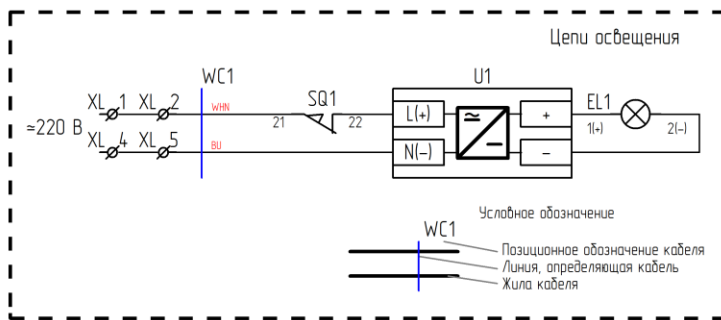 Цепи освещения
WC1
SQ1
U1
XL 1 XL 2
WHN
21
22
L(+)
+
EL1
1(+)
2(-)
≃220 В
XL 4 XL 5
BU
N(-)
-
Условное обозначение
WC1
Позиционное обозначение кабеля
Линия, определяющая кабель
Жила кабеля